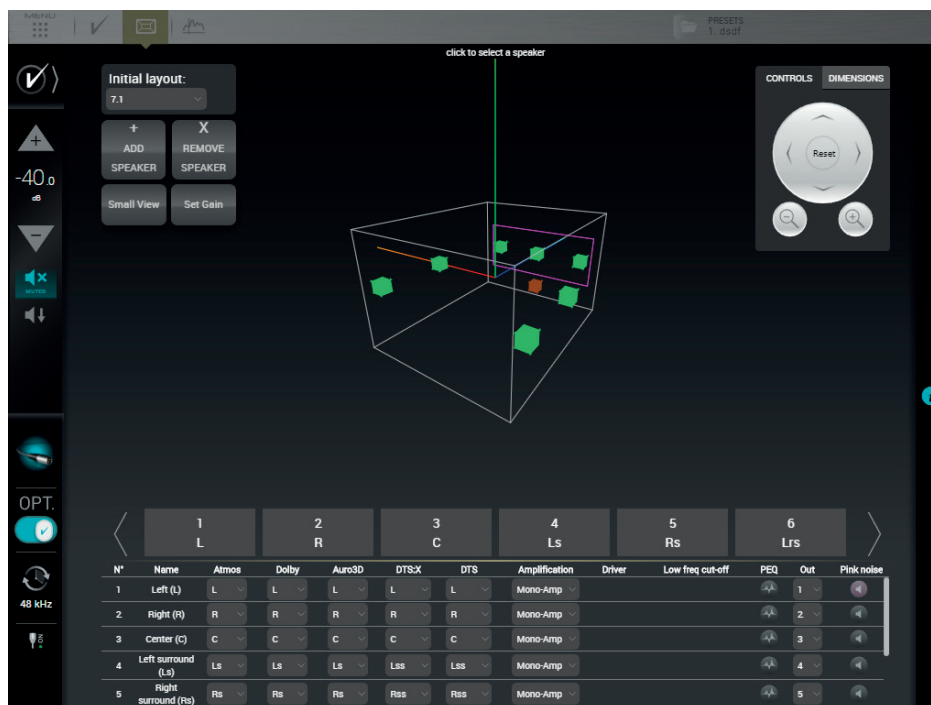 MENU
PRESETS
1. dsdf
click to select a speaker
Initial layout:
7.1
+
ADD
SPEAKER
X
REMOVE
SPEAKER
Small View
Set Gain
CONTROLS
DIMENSIONS
Reset
+
-40.0
dB
−
MUTED
OPT.
48 kHz
ON
1
L
2
R
3
C
4
Ls
5
Rs
6
Lrs
N° Name Atmos Dolby Auro3D DTS:X DTS Amplification Driver Low freq cut-off PEQ Out Pink noise
1 Left (L) L L L L L Mono-Amp 1
2 Right (R) R R R R R Mono-Amp 2
3 Center (C) C C C C C Mono-Amp 3
4 Left surround (Ls) Ls Ls Ls Lss Lss Mono-Amp 4
5 Right surround (Rs) Rs Rs Rs Rss Rss Mono-Amp 5